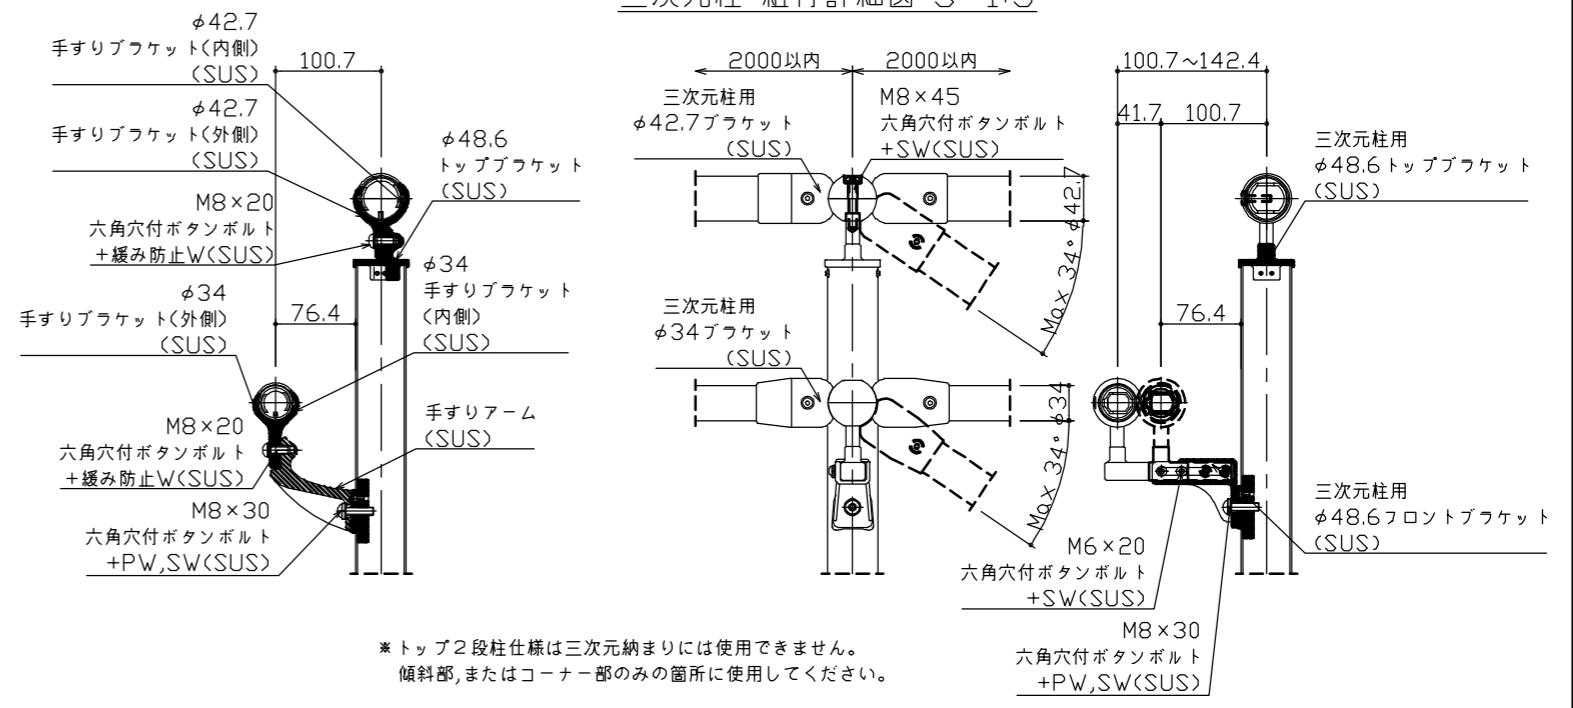 φ42.7
手すりブラケット(内側)
(SUS)
φ42.7
手すりブラケット(外側)
(SUS)
M8×20
六角穴付ボタンボルト
+緩み防止W(SUS)
φ34
手すりブラケット(外側)
(SUS)
M8×20
六角穴付ボタンボルト
+緩み防止W(SUS)
M8×30
六角穴付ボタンボルト
+PW,SW(SUS)
100.7
φ48.6
トップブラケット
(SUS)
φ34
手すりブラケット
(内側)
(SUS)
76.4
手すりアーム
(SUS)
2000以内
2000以内
三次元柱用
φ42.7ブラケット
(SUS)
M8×45
六角穴付ボタンボルト
+SW(SUS)
φ42.7
Max 34°
三次元柱用
φ34ブラケット
(SUS)
φ34
Max 34°
100.7~142.4
41.7
100.7
三次元柱用
φ48.6トップブラケット
(SUS)
76.4
三次元柱用
φ48.6フロントブラケット
(SUS)
M6×20
六角穴付ボタンボルト
+SW(SUS)
M8×30
六角穴付ボタンボルト
+PW,SW(SUS)
※トップ2段柱仕様は三次元納まりには使用できません。
傾斜部,またはコーナー部のみの箇所に使用してください。